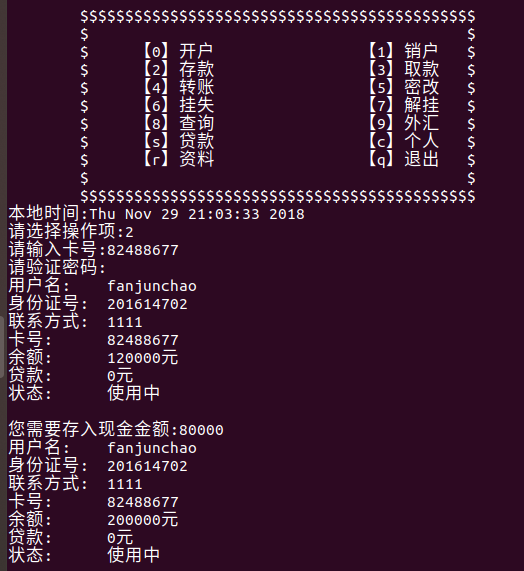 $$$$$$$$$$$$$$$$$$$$$$$$$$$$$$$$$$$$$$$$$$$$
$ $
$ 【0】开户 【1】销户 $
$ 【2】存款 【3】取款 $
$ 【4】转账 【5】密改 $
$ 【6】挂失 【7】解挂 $
$ 【8】查询 【9】外汇 $
$ 【s】贷款 【c】个人 $
$ 【r】资料 【q】退出 $
$ $
$$$$$$$$$$$$$$$$$$$$$$$$$$$$$$$$$$$$$$$$$$$$
本地时间:Thu Nov 29 21:03:33 2018
请选择操作项:2
请输入卡号:82488677
请验证密码:
用户名: fanjunchao
身份证号: 201614702
联系方式: 1111
卡号: 82488677
余额: 120000元
贷款: 0元
状态: 使用中
您需要存入现金金额:80000
用户名: fanjunchao
身份证号: 201614702
联系方式: 1111
卡号: 82488677
余额: 200000元
贷款: 0元
状态: 使用中